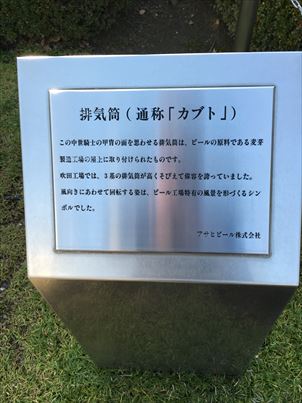 排気筒(通称「カブト」)
この中世騎士の甲冑の面を思わせる排気筒は、ビールの原料である麦芽
製造工場の屋上に取り付けられたものです。
吹田工場では、3基の排気筒が高くそびえて偉容を誇っていました。
風向きにあわせて回転する姿は、ビール工場特有の風景を形づくるシン
ボルでした。
アサヒビール株式会社